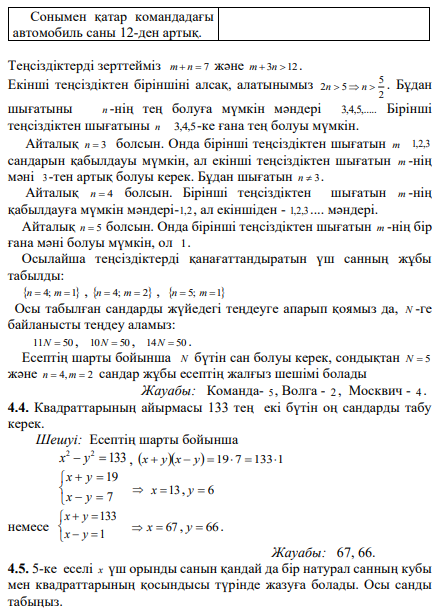 Сонымен қатар командадағы
автомобиль саны 12-ден артық.
Теңсіздіктерді зерттейміз m + n = 7 және m + 3n > 12 .
Екінші теңсіздіктен біріншіні алсақ, алатынымыз 2n > 5 ⇒ n > 5/2 . Бұдан
шығатыны n -нің тең болуға мүмкін мәндері 3,4,5,..... Бірінші
теңсіздіктен шығатыны n 3,4,5-ке ғана тең болуы мүмкін.
Айталық n = 3 болсын. Онда бірінші теңсіздіктен шығатын m 1,2,3
сандарын қабылдауы мүмкін, ал екінші теңсіздіктен шығатын m -нің
мәні 3-тен артық болуы керек. Бұдан шығатын n ≠ 3 .
Айталық n = 4 болсын. Бірінші теңсіздіктен шығатын m -нің
қабылдауға мүмкін мәндері-1,2, ал екіншіден - 1,2,3.... мәндері.
Айталық n = 5 болсын. Онда бірінші теңсіздіктен шығатын m -нің бір
ғана мәні болуы мүмкін, ол 1.
Осылайша теңсіздіктерді қанағаттандыратын үш санның жұбы
табылды:
{n = 4; m = 1} , {n = 4; m = 2} , {n = 5; m = 1}
Осы табылған сандарды жүйедегі теңдеуге апарып қоямыз да, N -ге
байланысты теңдеу аламыз:
11N = 50 , 10N = 50 , 14N = 50 .
Есептің шарты бойынша N бүтін сан болуы керек, сондықтан N = 5
және n = 4, m = 2 сандар жұбы есептің жалғыз шешімі болады
Жауабы: Команда- 5, Волга - 2 , Москвич - 4 .
4.4. Квадраттарының айырмасы 133 тең екі бүтін оң сандарды табу
керек.
Шешуі: Есептің шарты бойынша
x² − y² = 133 , (x + y)(x − y) = 19 · 7 = 133 · 1
{x + y = 19
{x − y = 7 ⇒ x = 13 , y = 6
немесе {x + y = 133
{x − y = 1 ⇒ x = 67 , y = 66 .
Жауабы: 67, 66.
4.5. 5-ке еселі x үш орынды санын қандай да бір натурал санның кубы
мен квадраттарының қосындысы түрінде жазуға болады. Осы санды
табыңыз.